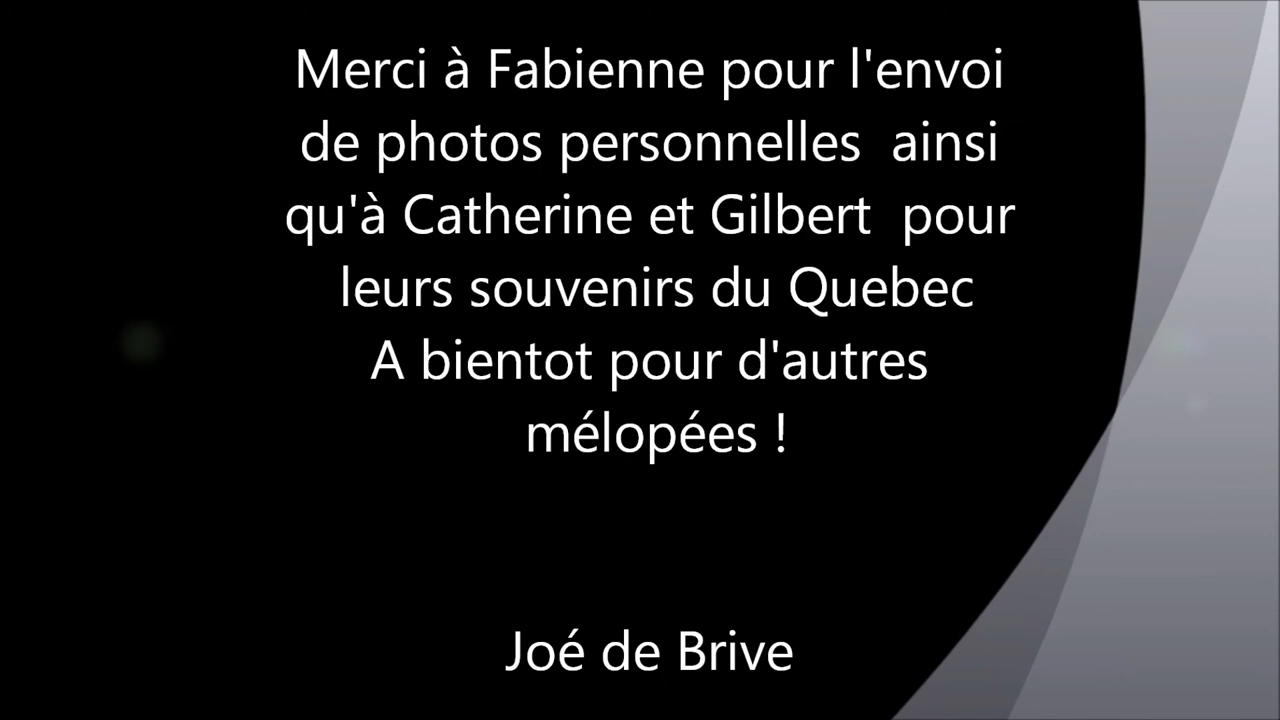 Merci à Fabienne pour l'envoi
de photos personnelles ainsi
qu'à Catherine et Gilbert pour
leurs souvenirs du Quebec
A bientot pour d'autres
mélopées !
Joé de Brive